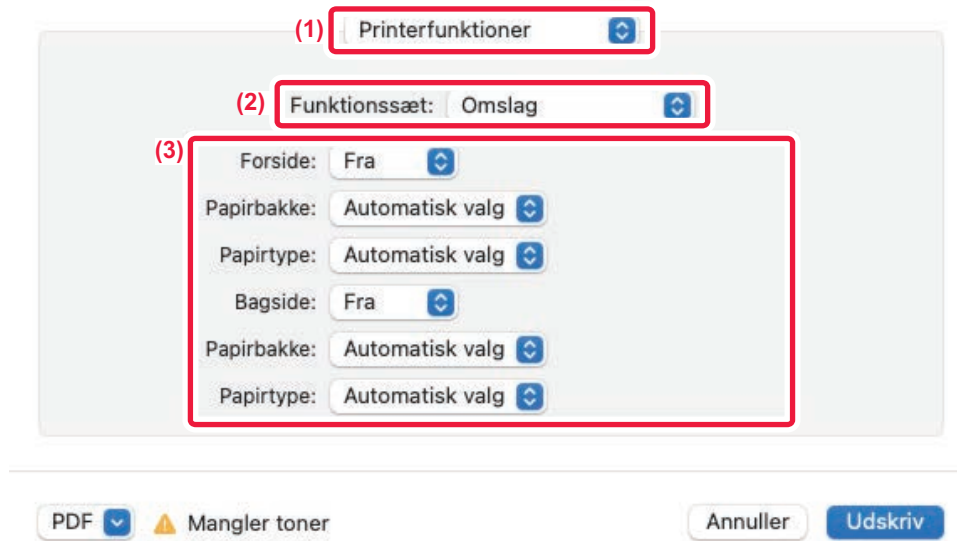 (1) Printerfunktioner
(2) Funktionssæt: Omslag
(3) Forside: Fra
Papirbakke: Automatisk valg
Papirtype: Automatisk valg
Bagside: Fra
Papirbakke: Automatisk valg
Papirtype: Automatisk valg
PDF Mangler toner Annuller Udskriv